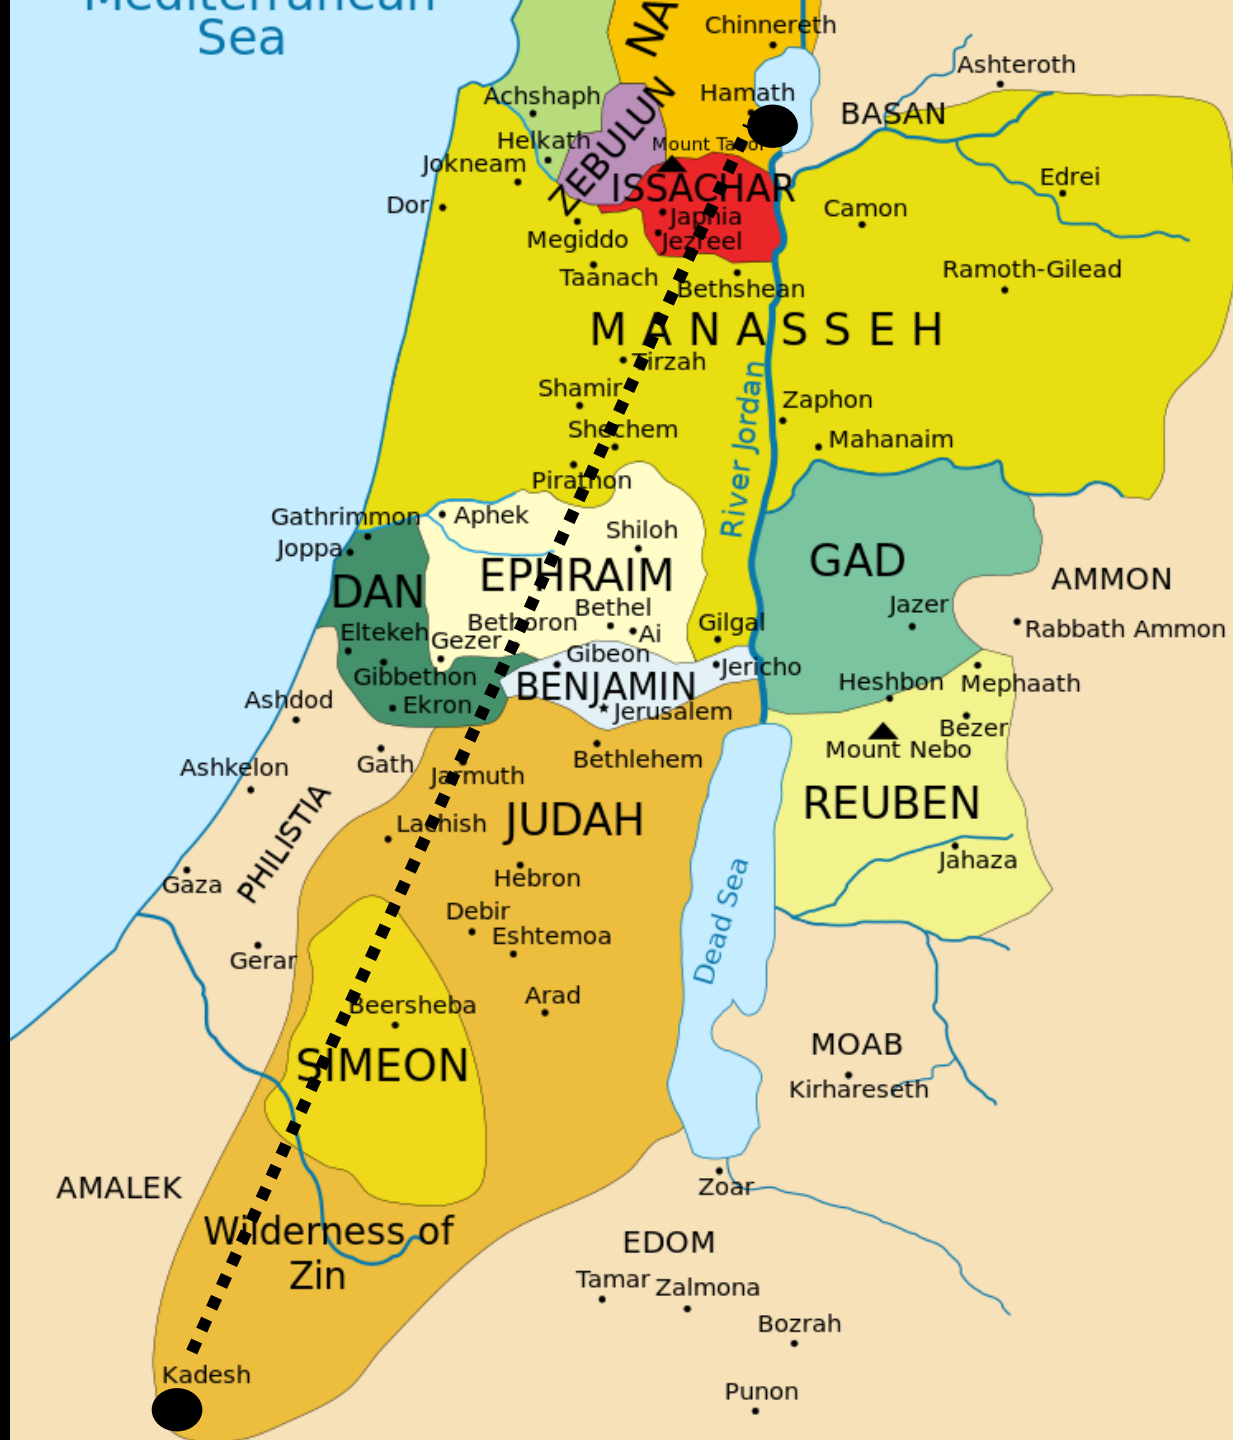 Mediterranean
Sea
NA
Chinnereth
Ashteroth
Achshaph
Hamath
BASAN
Helkath
ZEBULUN
Mount Tabor
Jokneam
ISSACHAR
Edrei
Dor
Japhia
Camon
Megiddo
Jezreel
Taanach
Ramoth-Gilead
Bethshean
MANASSEH
Tirzah
Shamir
Zaphon
Shechem
Mahanaim
River Jordan
Pirathon
Gathrimmon
Aphek
Shiloh
Joppa
GAD
DAN
EPHRAIM
AMMON
Bethel
Jazer
Bethoron
Gilgal
Eltekeh
Gezer
Ai
Rabbath Ammon
Gibeon
Jericho
Gibbethon
BENJAMIN
Heshbon
Mephaath
Ashdod
Ekron
Jerusalem
Bezer
Mount Nebo
Gath
Bethlehem
Ashkelon
Jarmuth
REUBEN
PHILISTIA
Lachish
JUDAH
Jahaza
Gaza
Hebron
Debir
Dead Sea
Eshtemoa
Gerar
Beersheba
Arad
MOAB
SIMEON
Kirhareseth
AMALEK
Zoar
Wilderness of
Zin
EDOM
Tamar
Zalmona
Bozrah
Kadesh
Punon